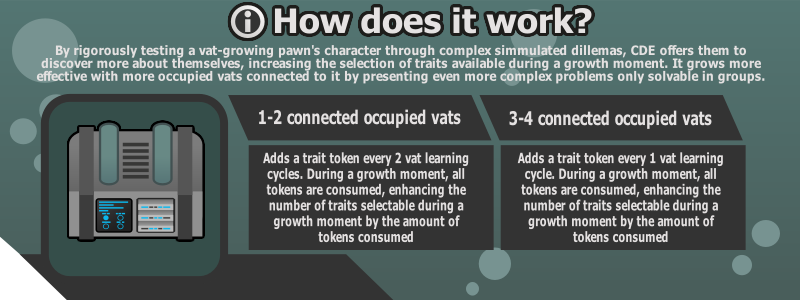 How does it work?
By rigorously testing a vat-growing pawn's character through complex simmulated dillemas, CDE offers them to
discover more about themselves, increasing the selection of traits available during a growth moment. It grows more
effective with more occupied vats connected to it by presenting even more complex problems only solvable in groups.
1-2 connected occupied vats
Adds a trait token every 2 vat learning
cycles. During a growth moment, all
tokens are consumed, enhancing the
number of traits selectable during a
growth moment by the amount of
tokens consumed
3-4 connected occupied vats
Adds a trait token every 1 vat learning
cycle. During a growth moment, all
tokens are consumed, enhancing the
number of traits selectable during a
growth moment by the amount of
tokens consumed